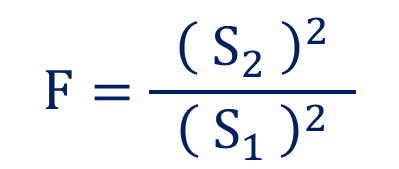 F = ( S₂ )² / ( S₁ )²